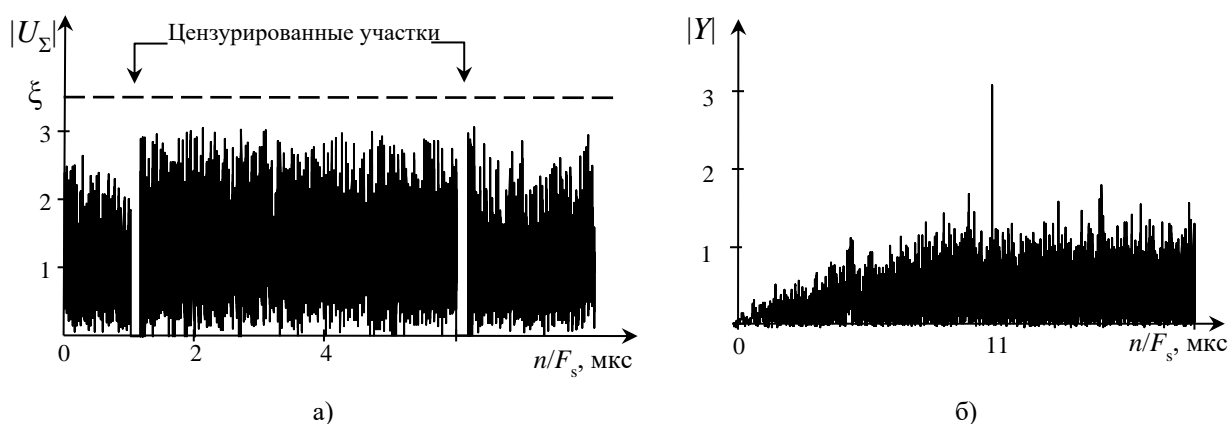 |U_Σ|
Цензурированные участки
ξ
3
2
1
0
2
4
n/F_s, мкс
а)
|Y|
3
2
1
0
11
n/F_s, мкс
б)